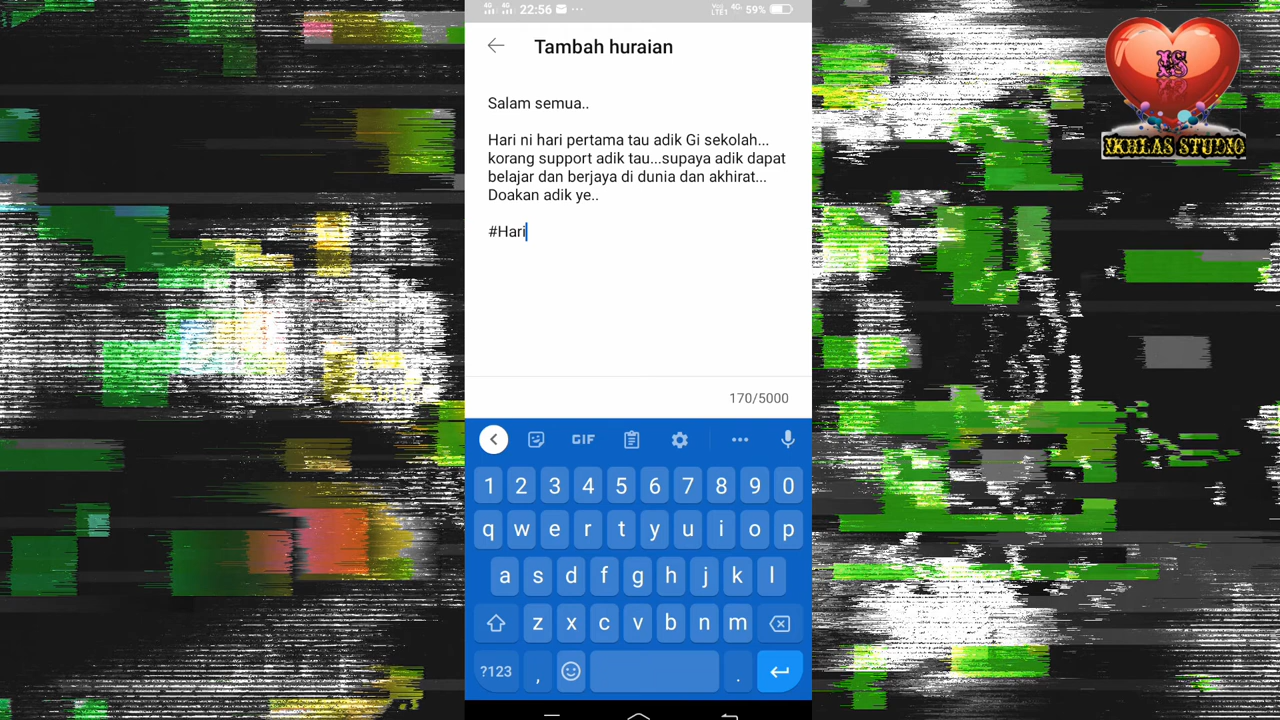 22:56
59%
Tambah huraian
Salam semua..
Hari ni hari pertama tau adik Gi sekolah...
korang support adik tau...supaya adik dapat
belajar dan berjaya di dunia dan akhirat...
Doakan adik ye..
#Hari
170/5000
GIF
1 2 3 4 5 6 7 8 9 0
q w e r t y u i o p
a s d f g h j k l
z x c v b n m
?123 , .
IKHLAS STUDIO